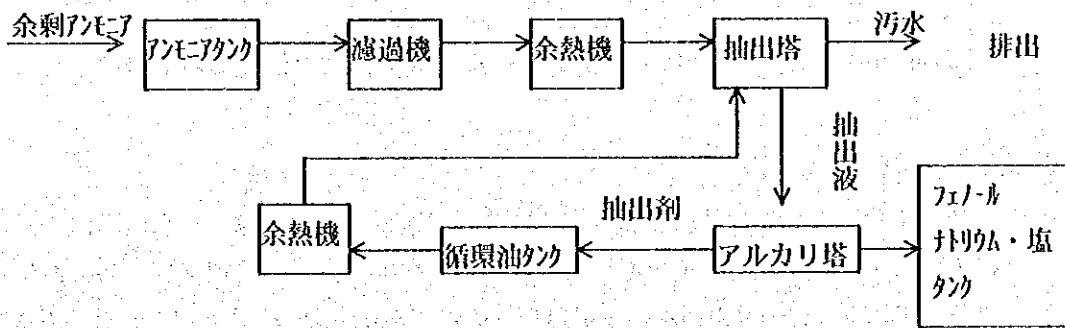 余剰アンモニア
アンモニアタンク
濾過機
余熱機
抽出塔
汚水
排出
抽出液
余熱機
循環油タンク
抽出剤
アルカリ塔
フェノール
ナトリウム・塩
タンク